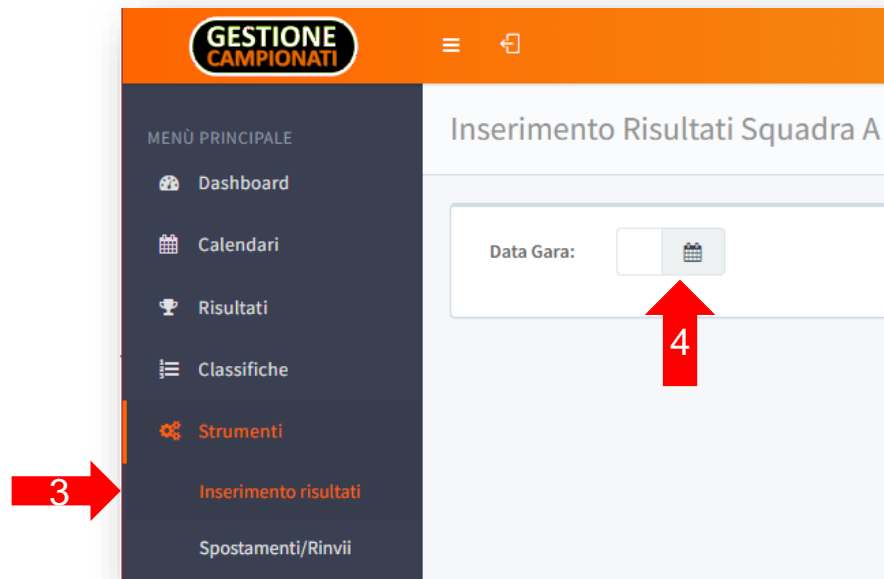 GESTIONE
CAMPIONATI
Inserimento Risultati Squadra A
MENÙ PRINCIPALE
Dashboard
Calendari
Risultati
Classifiche
Strumenti
Inserimento risultati
Spostamenti/Rinvii
Data Gara:
3
4